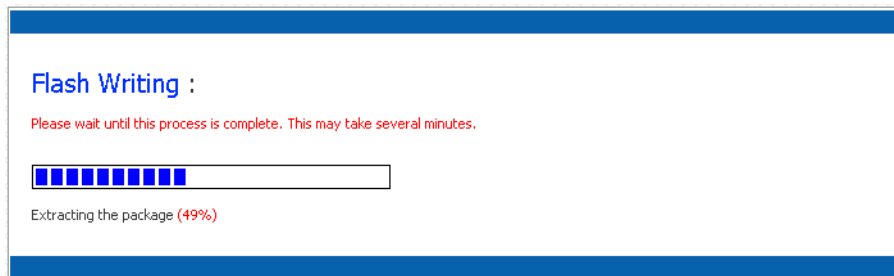 Flash Writing :
Please wait until this process is complete. This may take several minutes.
Extracting the package (49%)